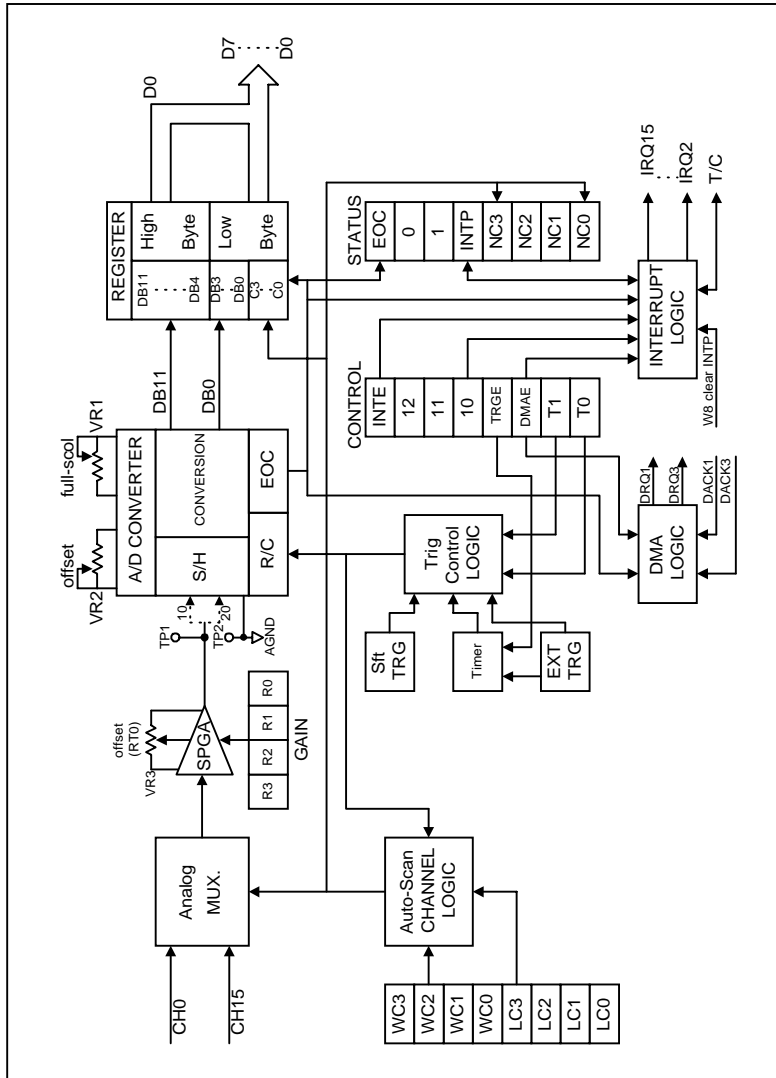 CH0
CH15
Analog
MUX.
VR3
offset
(RT0)
SPGA
R3
R2
R1
R0
GAIN
TP1
10
TP2
20
AGND
offset
VR2
full-scol
VR1
A/D CONVERTER
S/H
CONVERSION
R/C
EOC
DB11
DB0
REGISTER
DB11
DB4
High
Byte
DB3
DB0
Low
C3
C0
Byte
D0
D7
D0
WC3
WC2
WC1
WC0
LC3
LC2
LC1
LC0
Auto-Scan
CHANNEL
LOGIC
Sft
TRG
Timer
EXT
TRG
Trig
Control
LOGIC
CONTROL
INTE
12
11
10
TRGE
DMAE
T1
T0
STATUS
EOC
0
1
INTP
NC3
NC2
NC1
NC0
DMA
LOGIC
DRQ1
DRQ3
DACK1
DACK3
INTERRUPT
LOGIC
W8 clear INTP
IRQ15
IRQ2
T/C